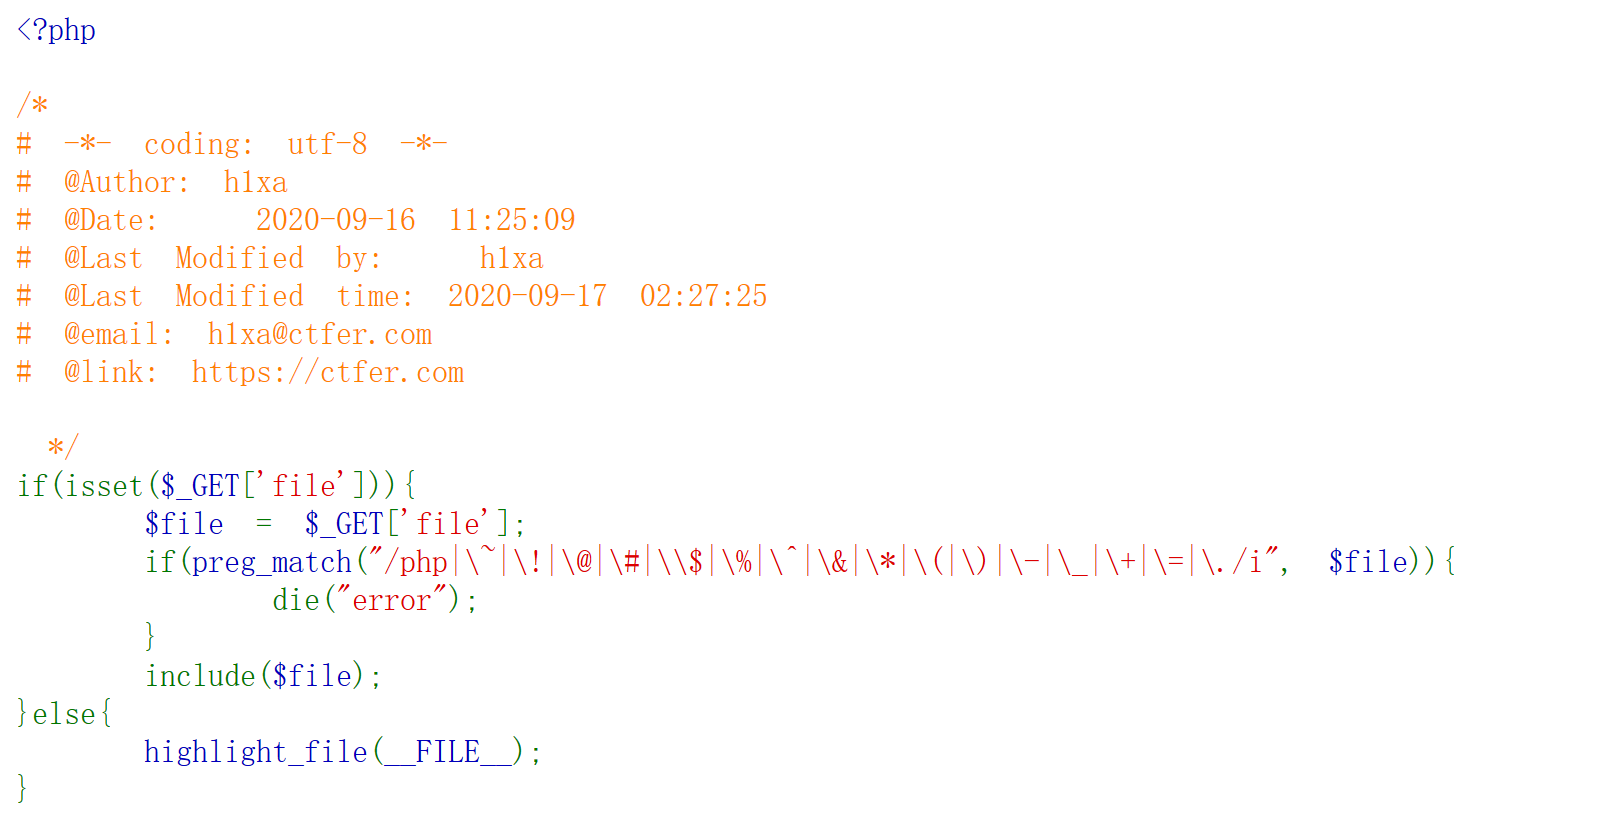 <?php

/*
# -*- coding: utf-8 -*-
# @Author: h1xa
# @Date:   2020-09-16 11:25:09
# @Last Modified by:   h1xa
# @Last Modified time: 2020-09-17 02:27:25
# @email: h1xa@ctfer.com
# @link: https://ctfer.com

 */
if(isset($_GET['file'])){
    $file = $_GET['file'];
    if(preg_match("/php|\~|\!|\@|\#|\\$|\%|\^|\&|\*|\(|\)|\-|\_|\+|\=|\./i", $file)){
        die("error");
    }
    include($file);
}else{
    highlight_file(__FILE__);
}